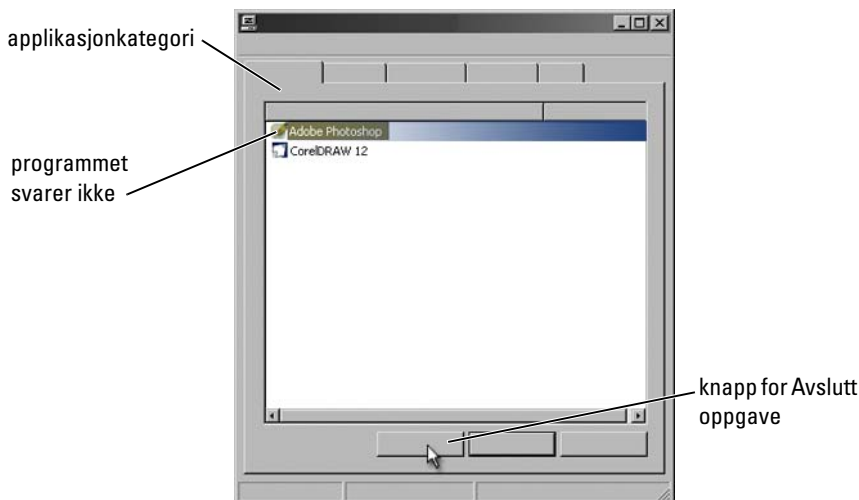 applikasjonkategori
Adobe Photoshop
CorelDRAW 12
programmet
svarer ikke
knapp for Avslutt
oppgave